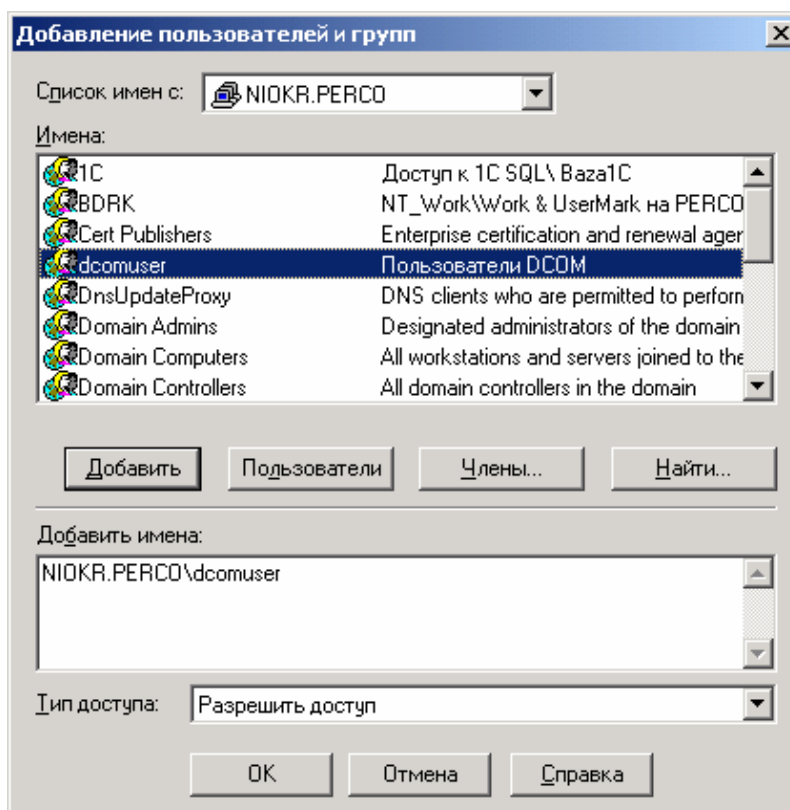 Добавление пользователей и групп
Список имен с: NIOKR.PERCO
Имена:
1C Доступ к 1С SQL\ Baza1C
BDRK NT_Work\Work & UserMark на PERCO
Cert Publishers Enterprise certification and renewal ager
dcomuser Пользователи DCOM
DnsUpdateProxy DNS clients who are permitted to perform
Domain Admins Designated administrators of the domain
Domain Computers All workstations and servers joined to the
Domain Controllers All domain controllers in the domain
Добавить Пользователи Члены... Найти...
Добавить имена:
NIOKR.PERCO\dcomuser
Тип доступа: Разрешить доступ
OK Отмена Справка